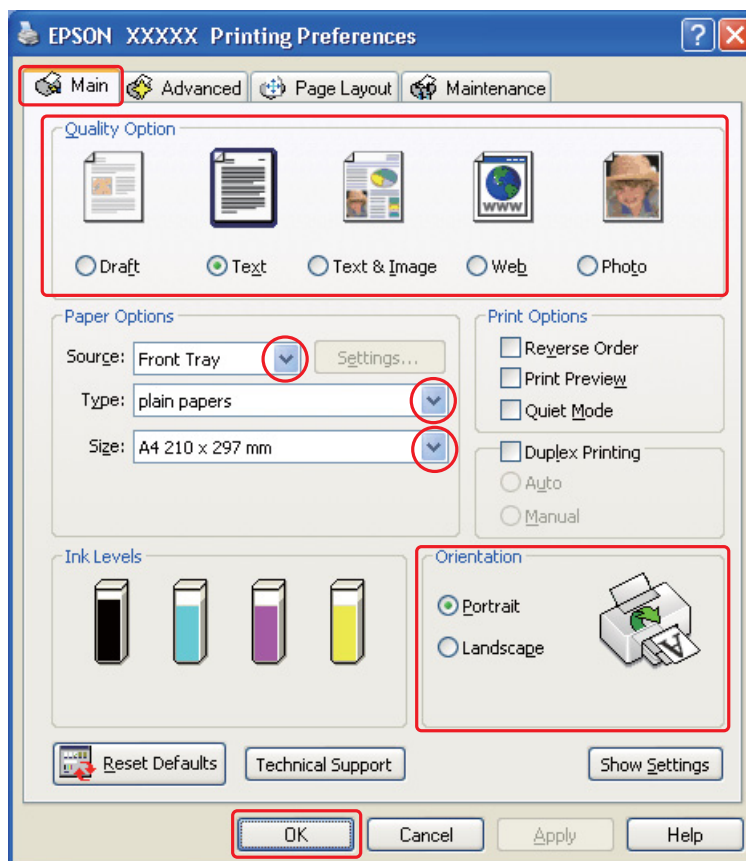 EPSON XXXXX Printing Preferences
Main Advanced Page Layout Maintenance
Quality Option
WWW
Draft Text Text & Image Web Photo
Paper Options
Source: Front Tray Settings...
Type: plain papers
Size: A4 210 x 297 mm
Print Options
Reverse Order
Print Preview
Quiet Mode
Duplex Printing
Auto
Manual
Ink Levels
Orientation
Portrait
Landscape
A
Reset Defaults Technical Support Show Settings
OK Cancel Apply Help